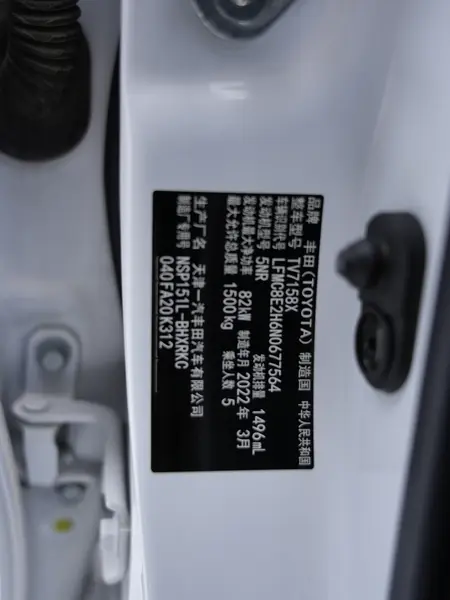 品牌 丰田(TOYOTA) 制造国 中华人民共和国
整车型号 TV7158X
车辆识别代号 LFMC8E2H6N0677564
发动机型号 5NR 发动机排量 1496mL
发动机最大净功率 82kW 制造年月 2022年 3月
最大允许总质量 1500kg 乘坐人数 5
生产厂名 天津一汽丰田汽车有限公司
制造厂专用号 NSP151L-BHXRKC
040FA20 K312